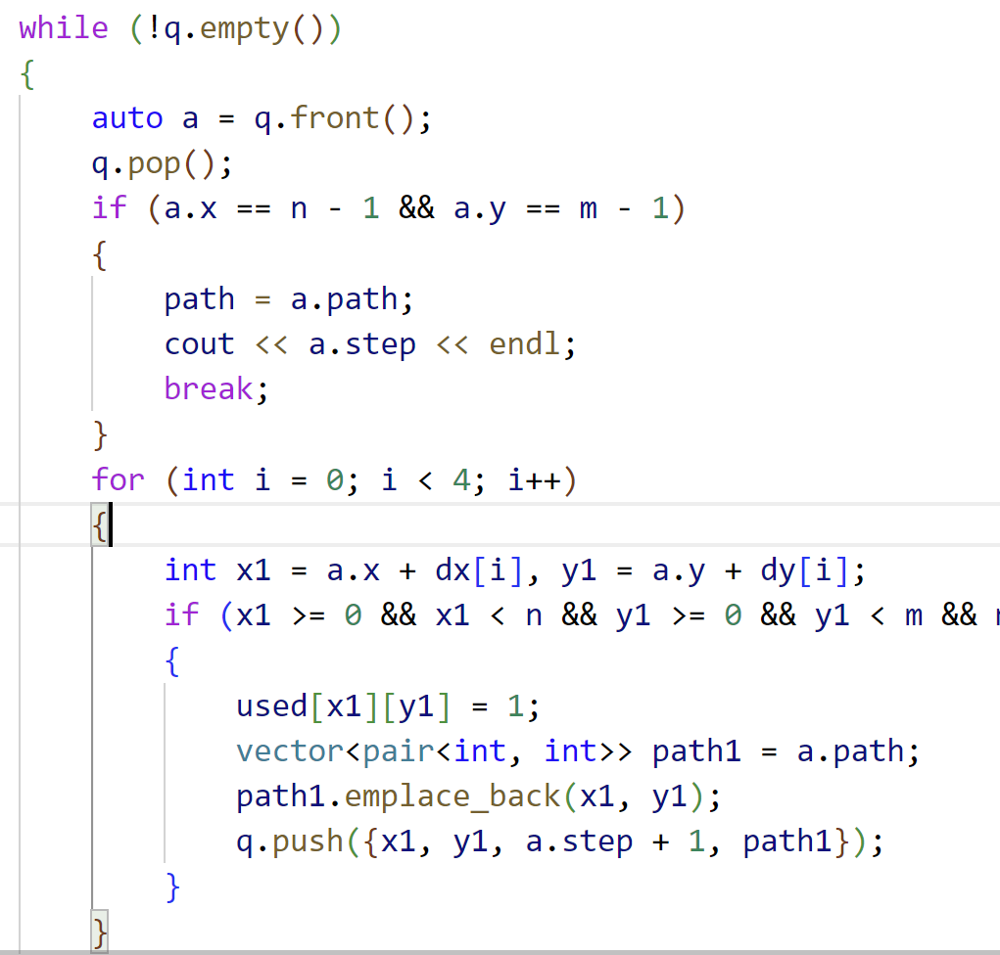 while (!q.empty())
{
    auto a = q.front();
    q.pop();
    if (a.x == n - 1 && a.y == m - 1)
    {
        path = a.path;
        cout << a.step << endl;
        break;
    }
    for (int i = 0; i < 4; i++)
    {
        int x1 = a.x + dx[i], y1 = a.y + dy[i];
        if (x1 >= 0 && x1 < n && y1 >= 0 && y1 < m &&
        {
            used[x1][y1] = 1;
            vector<pair<int, int>> path1 = a.path;
            path1.emplace_back(x1, y1);
            q.push({x1, y1, a.step + 1, path1});
        }
    }